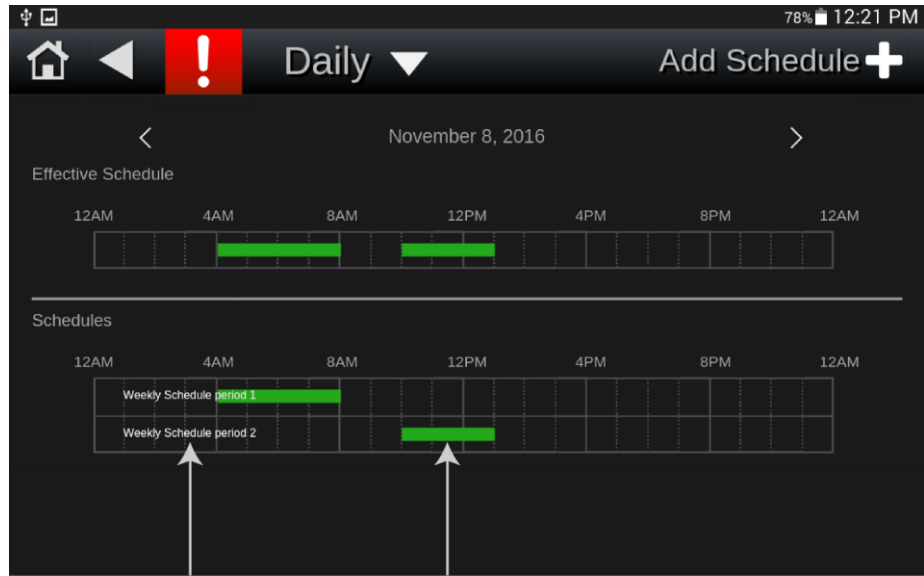 78% 12:21 PM
! Daily Add Schedule
November 8, 2016
Effective Schedule
12AM 4AM 8AM 12PM 4PM 8PM 12AM
Schedules
12AM 4AM 8AM 12PM 4PM 8PM 12AM
Weekly Schedule period 1
Weekly Schedule period 2